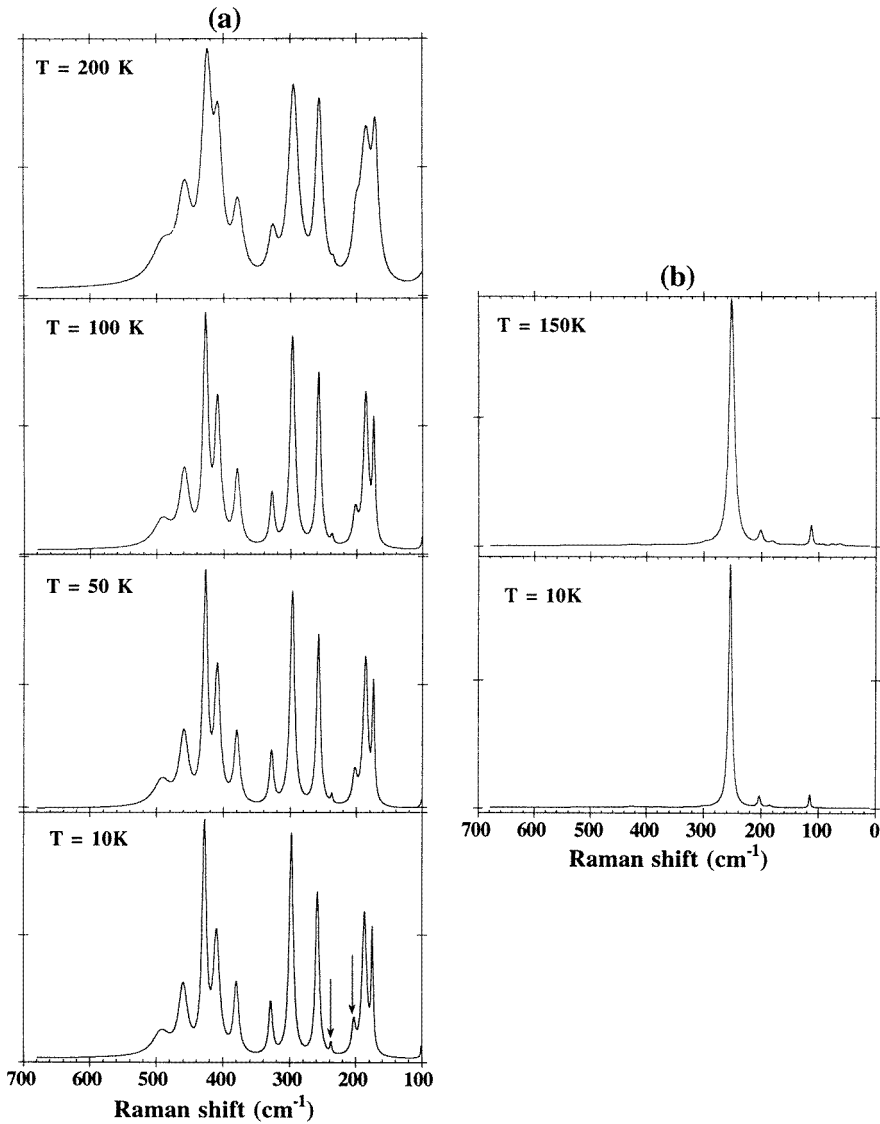 (a)
T = 200 K
T = 100 K
T = 50 K
T = 10K
700 600 500 400 300 200 100
Raman shift (cm⁻¹)
(b)
T = 150K
T = 10K
700 600 500 400 300 200 100 0
Raman shift (cm⁻¹)